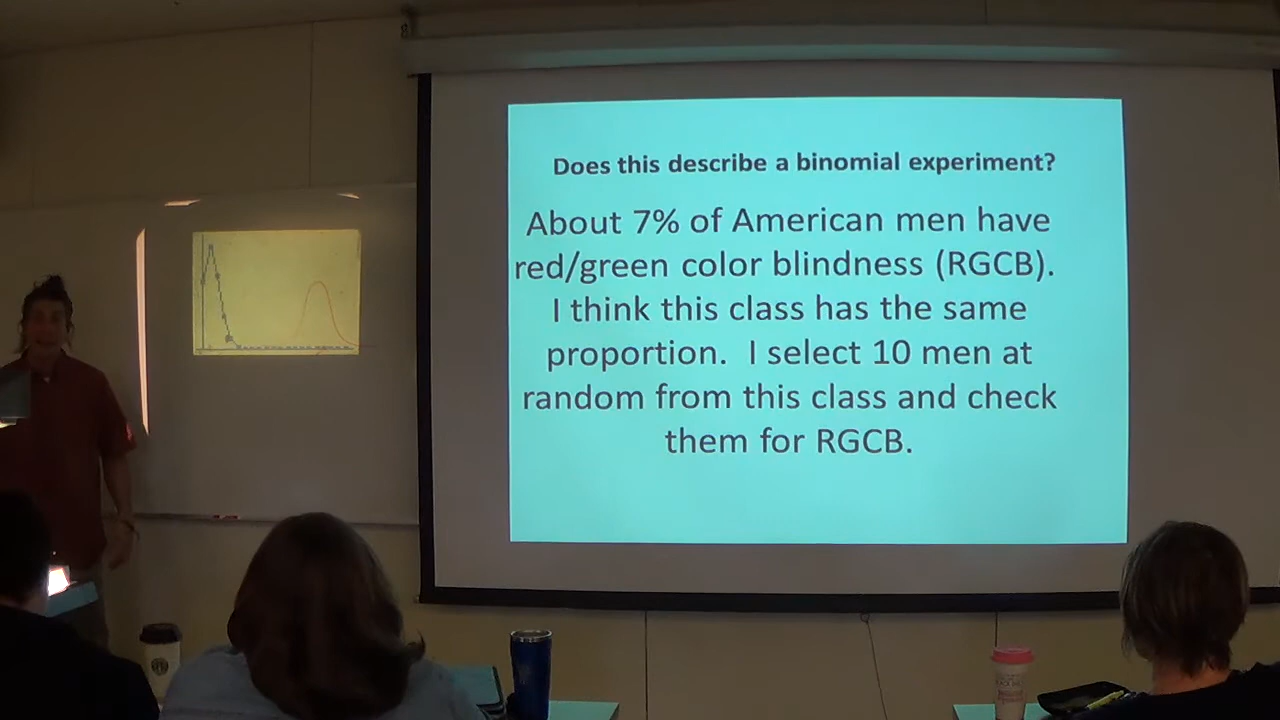 Does this describe a binomial experiment?
About 7% of American men have
red/green color blindness (RGCB).
I think this class has the same
proportion.  I select 10 men at
random from this class and check
them for RGCB.